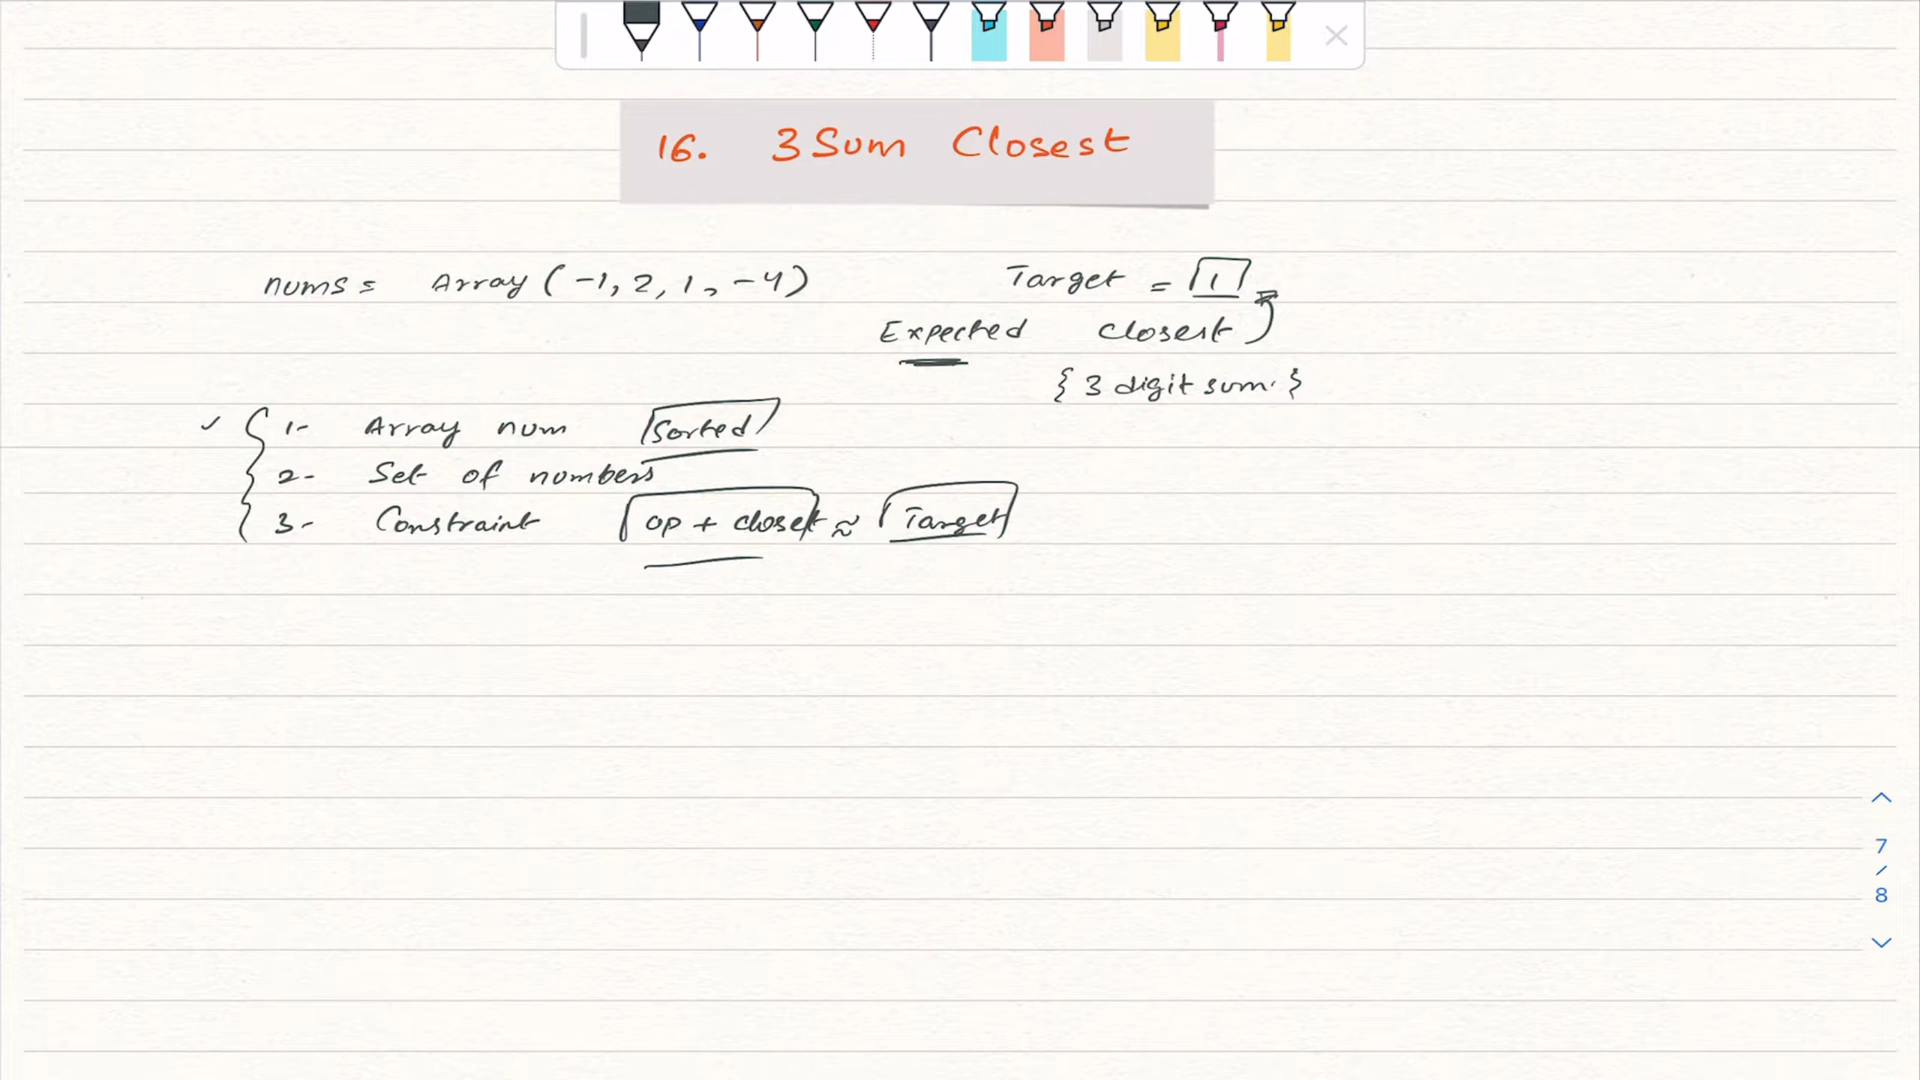 16. 3 Sum Closest
nums = Array (-1, 2, 1, -4) Target = 1
Expected closest
{ 3 digit sum. }
1- Array num Sorted
2- Set of numbers
3- Constraint op + closet ≈ Target
7
/
8